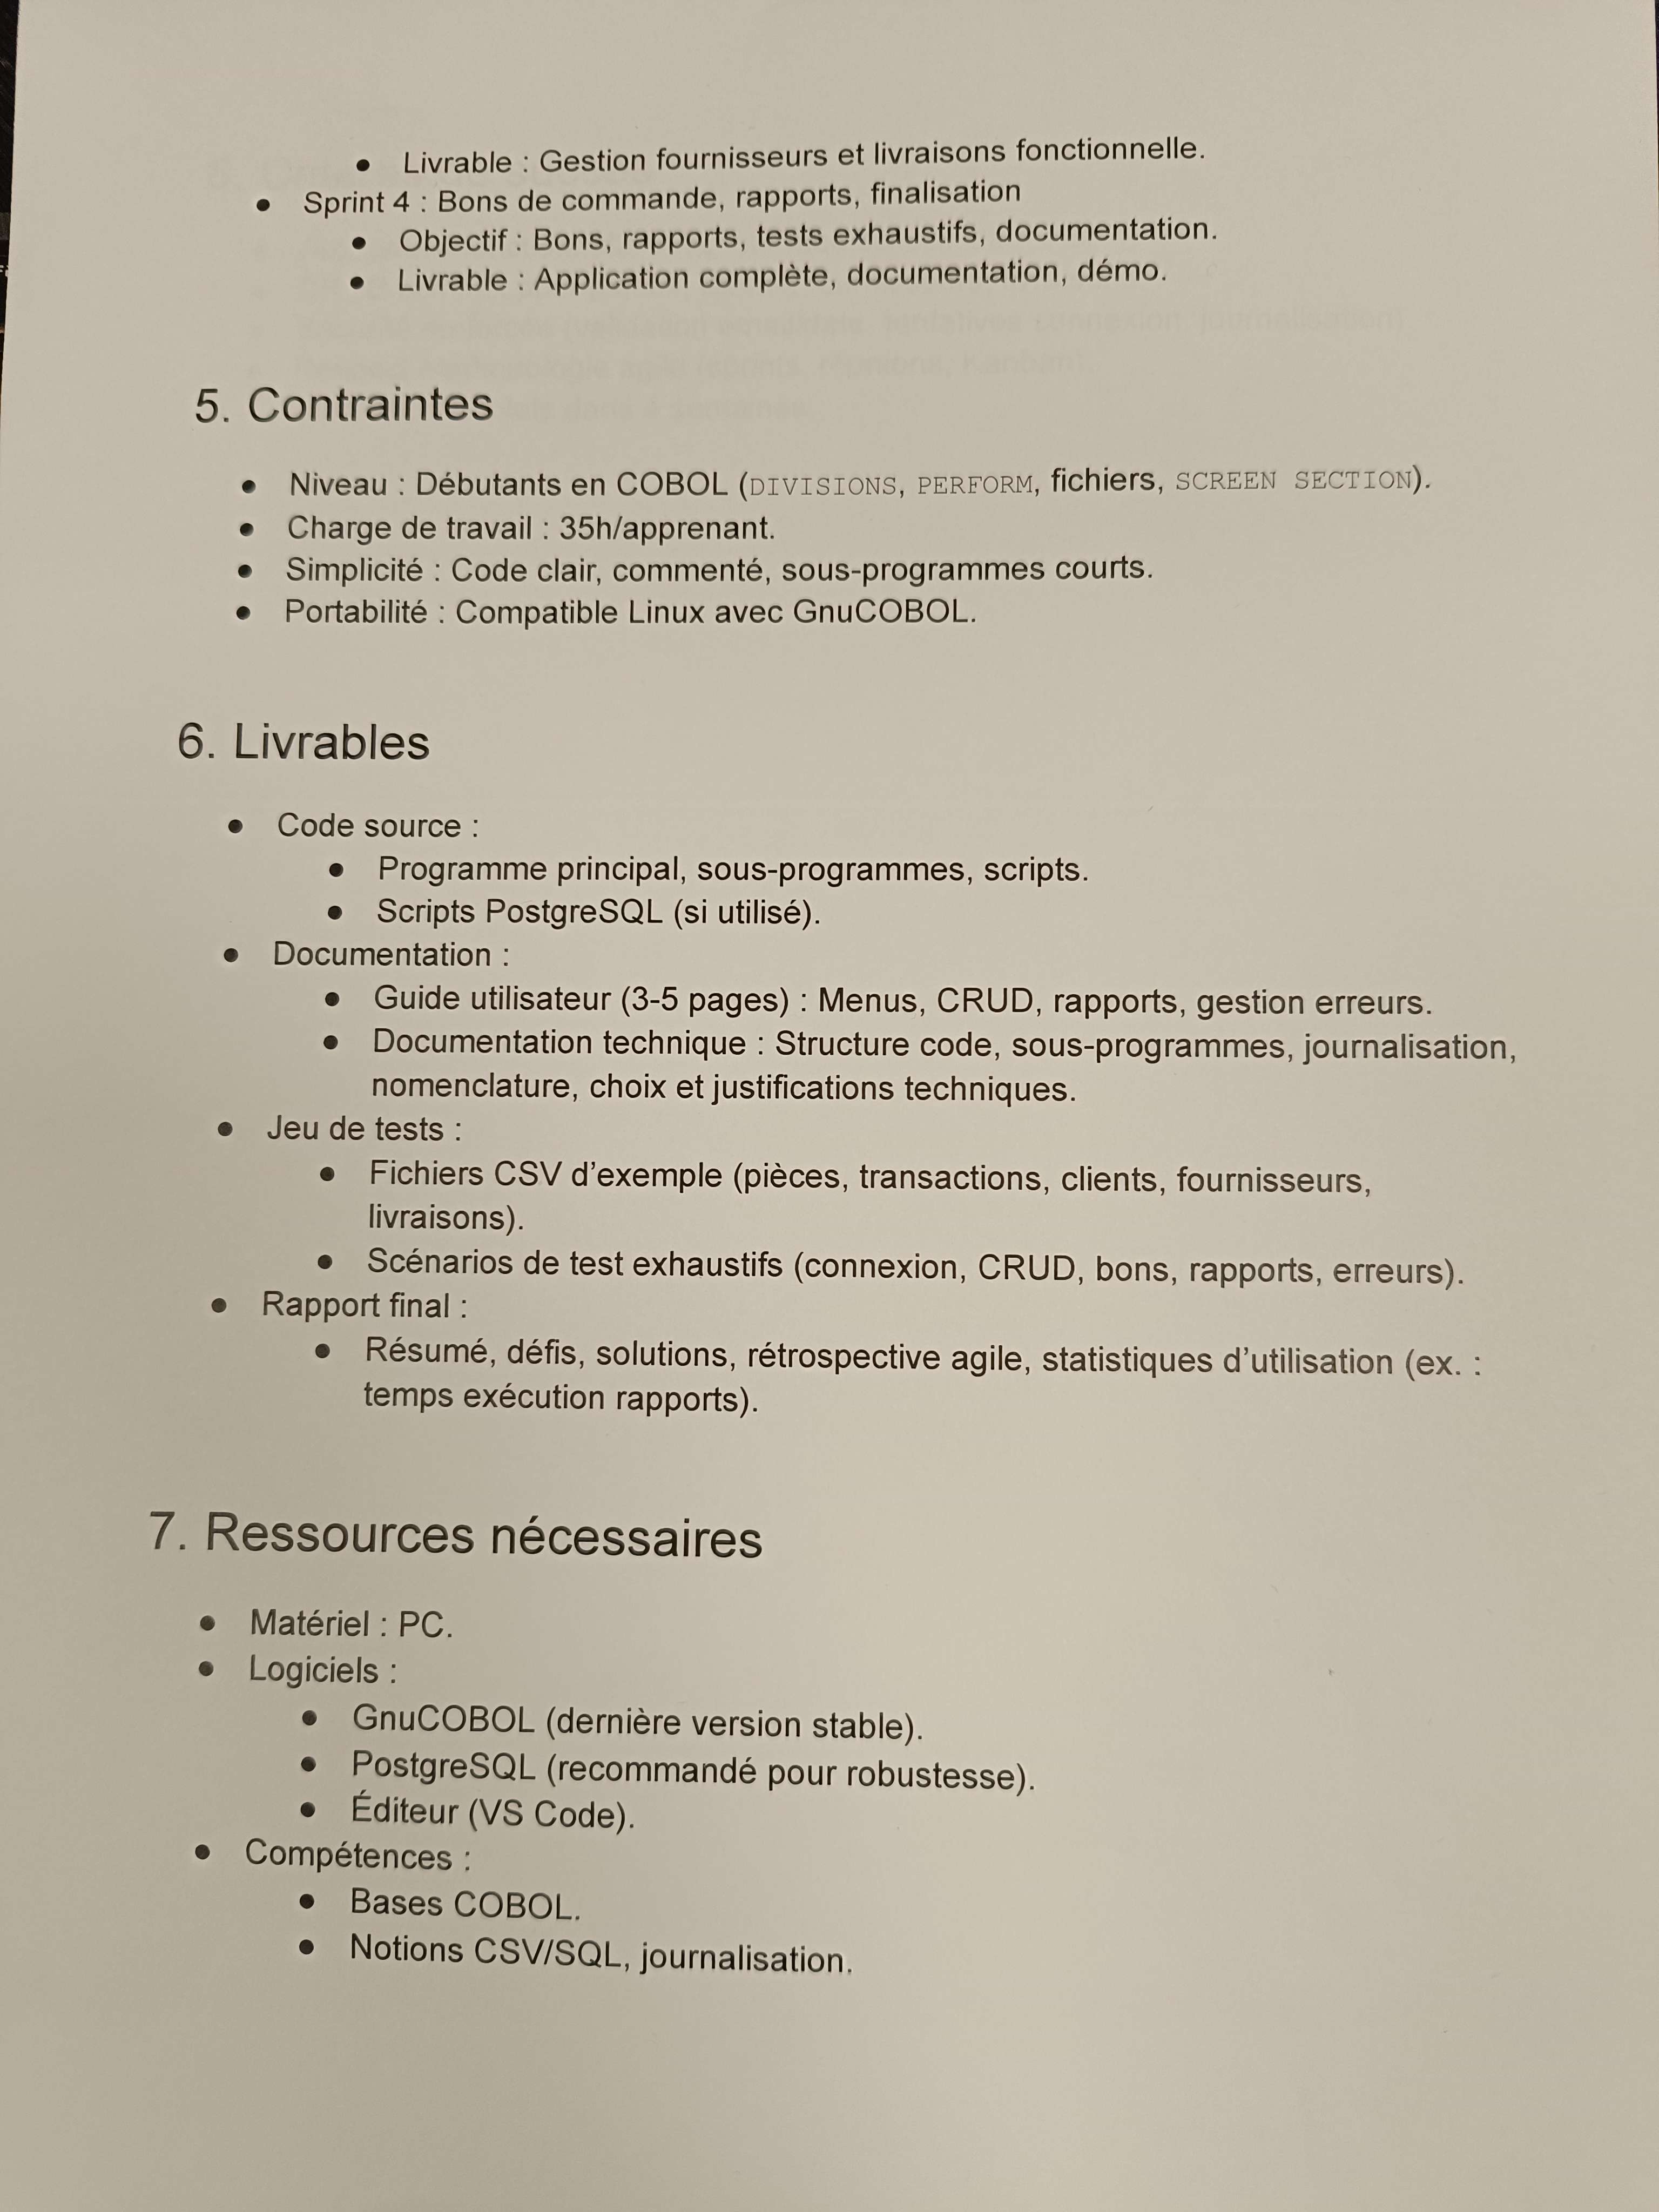 • Livrable : Gestion fournisseurs et livraisons fonctionnelle.
• Sprint 4 : Bons de commande, rapports, finalisation
• Objectif : Bons, rapports, tests exhaustifs, documentation.
• Livrable : Application complète, documentation, démo.
5. Contraintes
• Niveau : Débutants en COBOL (DIVISIONS, PERFORM, fichiers, SCREEN SECTION).
• Charge de travail : 35h/apprenant.
• Simplicité : Code clair, commenté, sous-programmes courts.
• Portabilité : Compatible Linux avec GnuCOBOL.
6. Livrables
• Code source :
• Programme principal, sous-programmes, scripts.
• Scripts PostgreSQL (si utilisé).
• Documentation :
• Guide utilisateur (3-5 pages) : Menus, CRUD, rapports, gestion erreurs.
• Documentation technique : Structure code, sous-programmes, journalisation,
nomenclature, choix et justifications techniques.
• Jeu de tests :
• Fichiers CSV d'exemple (pièces, transactions, clients, fournisseurs,
livraisons).
• Scénarios de test exhaustifs (connexion, CRUD, bons, rapports, erreurs).
• Rapport final :
• Résumé, défis, solutions, rétrospective agile, statistiques d'utilisation (ex. :
temps exécution rapports).
7. Ressources nécessaires
• Matériel : PC.
• Logiciels :
• GnuCOBOL (dernière version stable).
• PostgreSQL (recommandé pour robustesse).
• Éditeur (VS Code).
• Compétences :
• Bases COBOL.
• Notions CSV/SQL, journalisation.